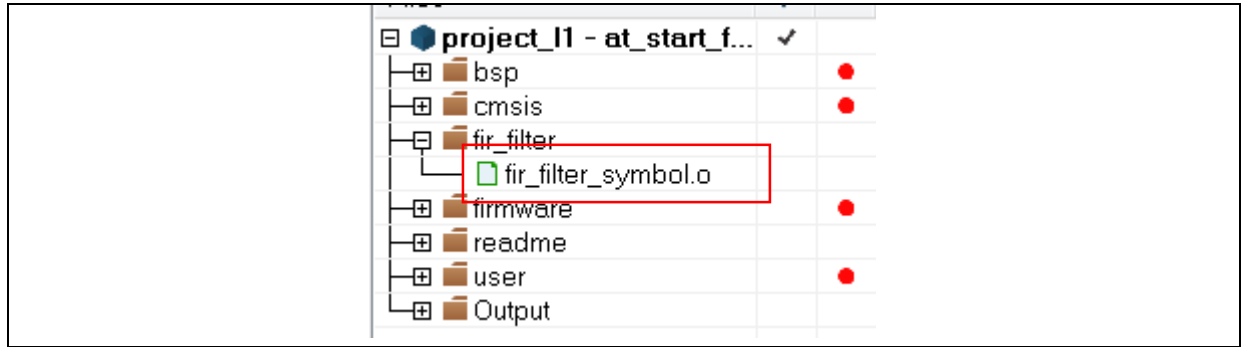 project_l1 - at_start_f...
bsp
cmsis
fir_filter
fir_filter_symbol.o
firmware
readme
user
Output